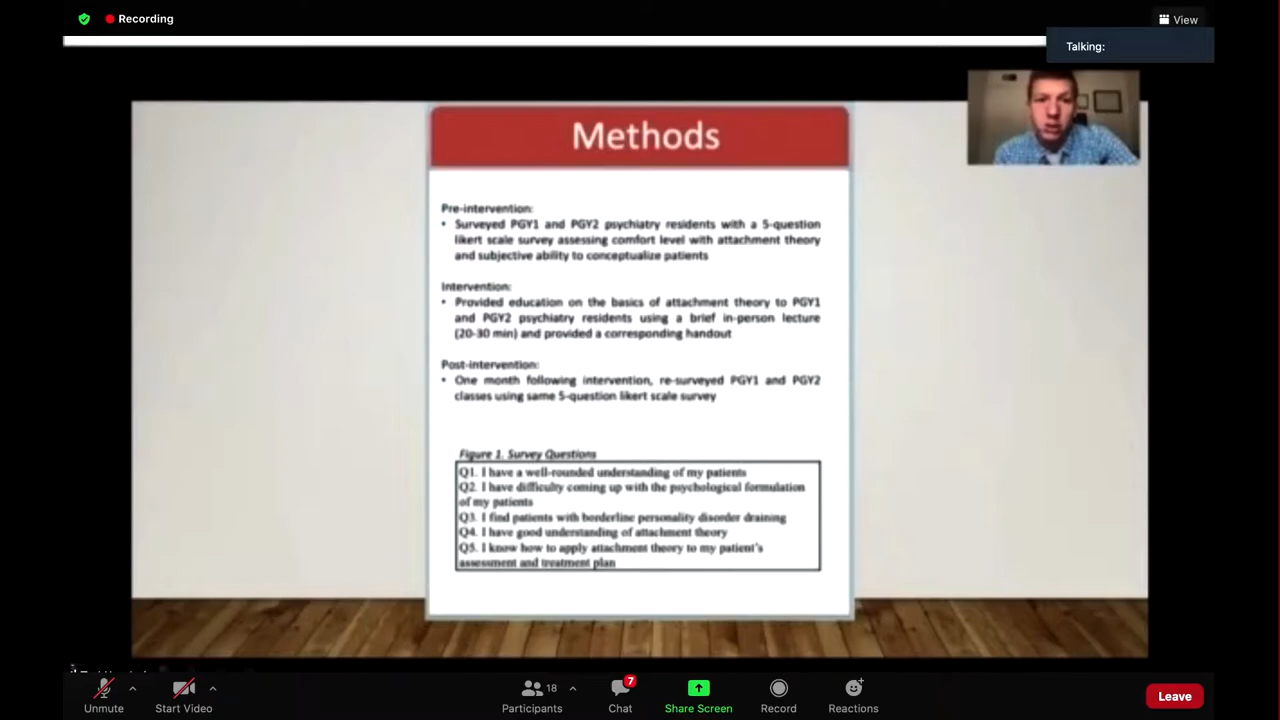 Recording
View
Talking:
Methods
Pre-intervention:
• Surveyed PGY1 and PGY2 psychiatry residents with a 5-question
likert scale survey assessing comfort level with attachment theory
and subjective ability to conceptualize patients
Intervention:
• Provided education on the basics of attachment theory to PGY1
and PGY2 psychiatry residents using a brief in-person lecture
(20-30 min) and provided a corresponding handout
Post-intervention:
• One month following intervention, re-surveyed PGY1 and PGY2
classes using same 5-question likert scale survey
Figure 1. Survey Questions
Q1. I have a well-rounded understanding of my patients
Q2. I have difficulty coming up with the psychological formulation
of my patients
Q3. I find patients with borderline personality disorder draining
Q4. I have good understanding of attachment theory
Q5. I know how to apply attachment theory to my patient's
assessment and treatment plan
Unmute
Start Video
18
Participants
7
Chat
Share Screen
Record
Reactions
Leave